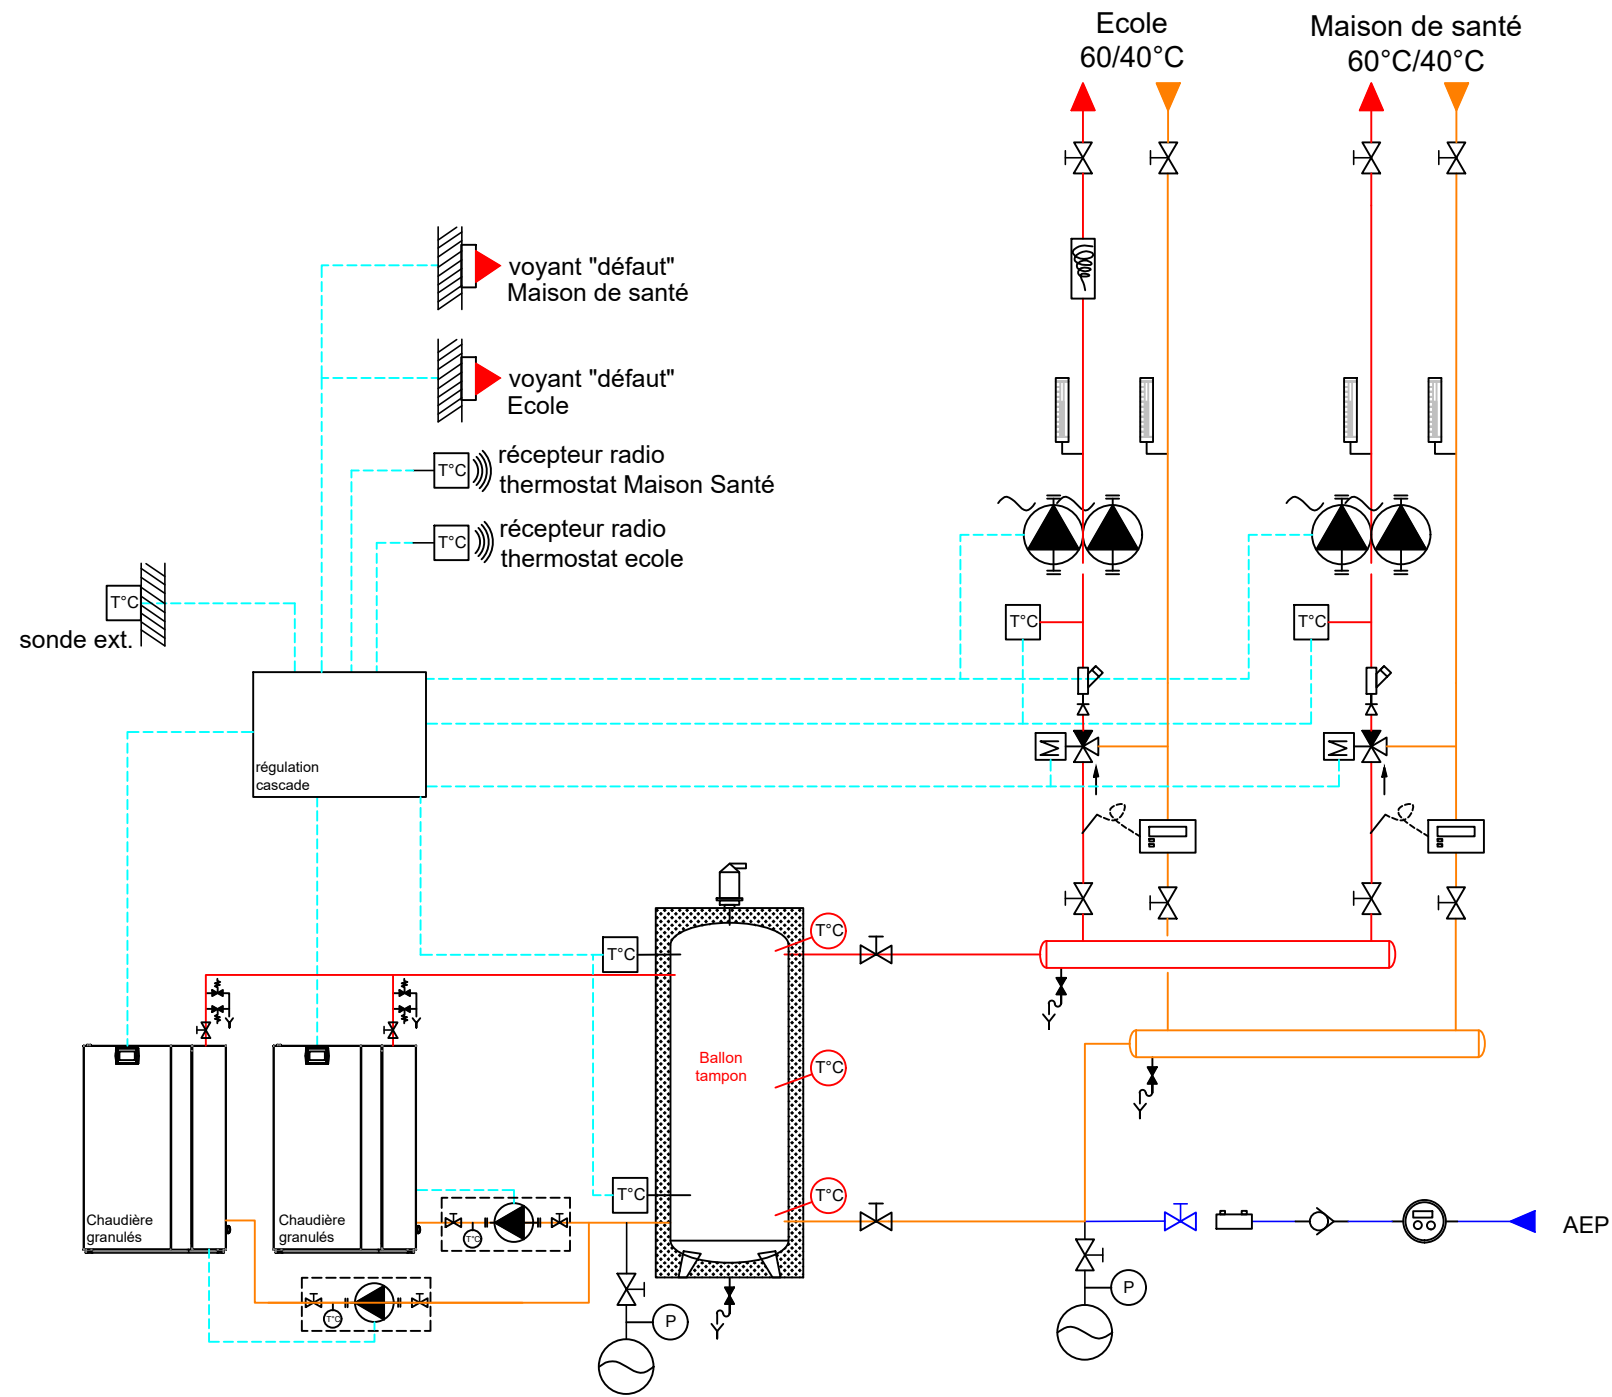 Ecole
60/40°C
Maison de santé
60°C/40°C
voyant "défaut"
Maison de santé
voyant "défaut"
Ecole
T°C
récepteur radio
thermostat Maison Santé
T°C
récepteur radio
thermostat ecole
T°C
sonde ext.
T°C
T°C
régulation
cascade
M
M
T°C
T°C
Ballon
tampon
T°C
T°C
T°C
Chaudière
granulés
Chaudière
granulés
T°C
T°C
P
P
AEP